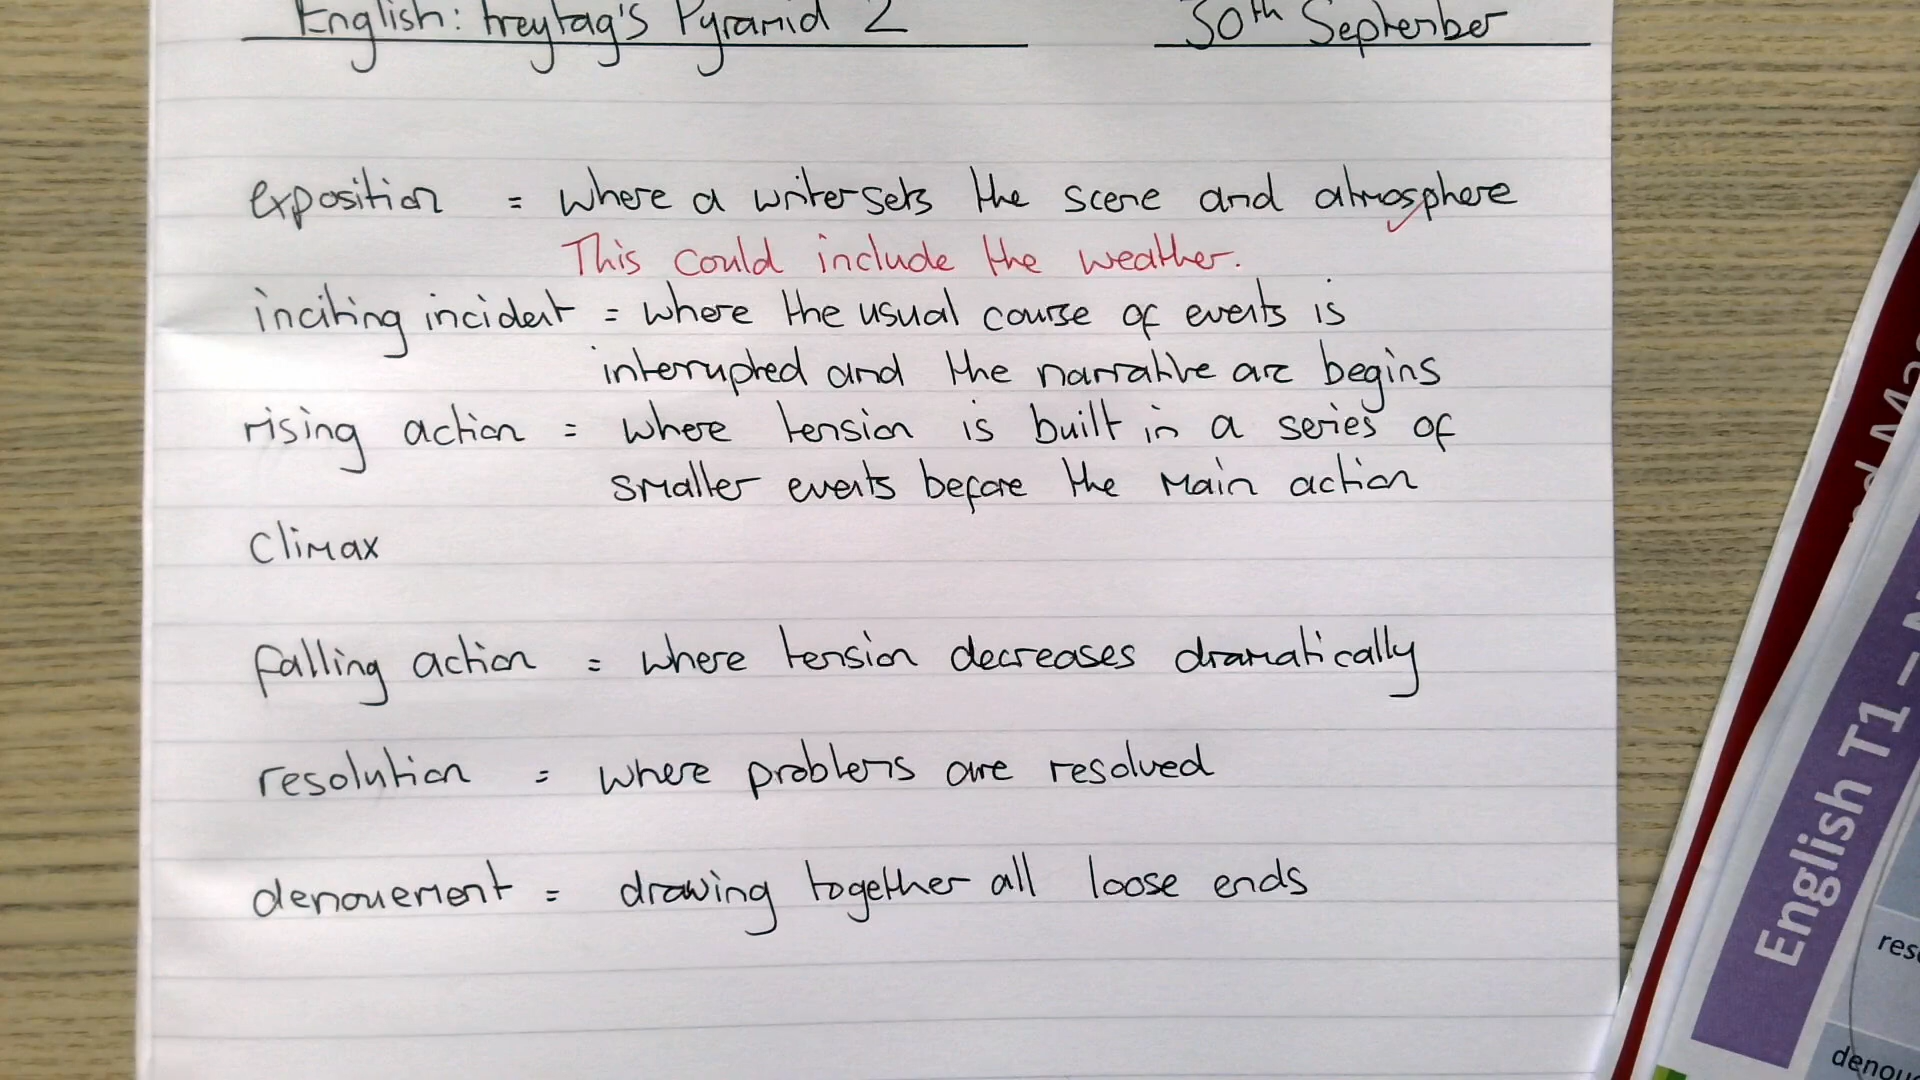 English: Freytag's Pyramid 2
30th September
exposition = where a writer sets the scene and atmosphere
This could include the weather.
inciting incident = where the usual course of events is
interrupted and the narrative arc begins
rising action = where tension is built in a series of
smaller events before the main action
Climax
falling action = where tension decreases dramatically
resolution = where problems are resolved
denouement = drawing together all loose ends
English T1 –
res
denou